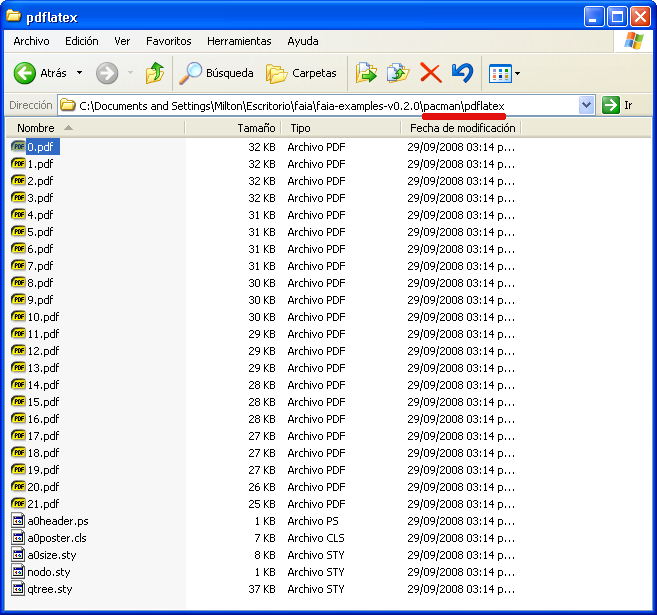 pdflatex
Archivo Edición Ver Favoritos Herramientas Ayuda
Atrás Búsqueda Carpetas
Dirección C:\Documents and Settings\Milton\Escritorio\faia\faia-examples-v0.2.0\pacman\pdflatex Ir
Nombre Tamaño Tipo Fecha de modificación
0.pdf 32 KB Archivo PDF 29/09/2008 03:14 p...
1.pdf 32 KB Archivo PDF 29/09/2008 03:14 p...
2.pdf 32 KB Archivo PDF 29/09/2008 03:14 p...
3.pdf 32 KB Archivo PDF 29/09/2008 03:14 p...
4.pdf 31 KB Archivo PDF 29/09/2008 03:14 p...
5.pdf 31 KB Archivo PDF 29/09/2008 03:14 p...
6.pdf 31 KB Archivo PDF 29/09/2008 03:14 p...
7.pdf 31 KB Archivo PDF 29/09/2008 03:14 p...
8.pdf 30 KB Archivo PDF 29/09/2008 03:14 p...
9.pdf 30 KB Archivo PDF 29/09/2008 03:14 p...
10.pdf 30 KB Archivo PDF 29/09/2008 03:14 p...
11.pdf 29 KB Archivo PDF 29/09/2008 03:14 p...
12.pdf 29 KB Archivo PDF 29/09/2008 03:14 p...
13.pdf 29 KB Archivo PDF 29/09/2008 03:14 p...
14.pdf 28 KB Archivo PDF 29/09/2008 03:14 p...
15.pdf 28 KB Archivo PDF 29/09/2008 03:14 p...
16.pdf 28 KB Archivo PDF 29/09/2008 03:14 p...
17.pdf 27 KB Archivo PDF 29/09/2008 03:14 p...
18.pdf 27 KB Archivo PDF 29/09/2008 03:14 p...
19.pdf 27 KB Archivo PDF 29/09/2008 03:14 p...
20.pdf 26 KB Archivo PDF 29/09/2008 03:14 p...
21.pdf 25 KB Archivo PDF 29/09/2008 03:14 p...
a0header.ps 1 KB Archivo PS 29/09/2008 03:14 p...
a0poster.cls 7 KB Archivo CLS 29/09/2008 03:14 p...
a0size.sty 8 KB Archivo STY 29/09/2008 03:14 p...
nodo.sty 1 KB Archivo STY 29/09/2008 03:14 p...
qtree.sty 37 KB Archivo STY 29/09/2008 03:14 p...